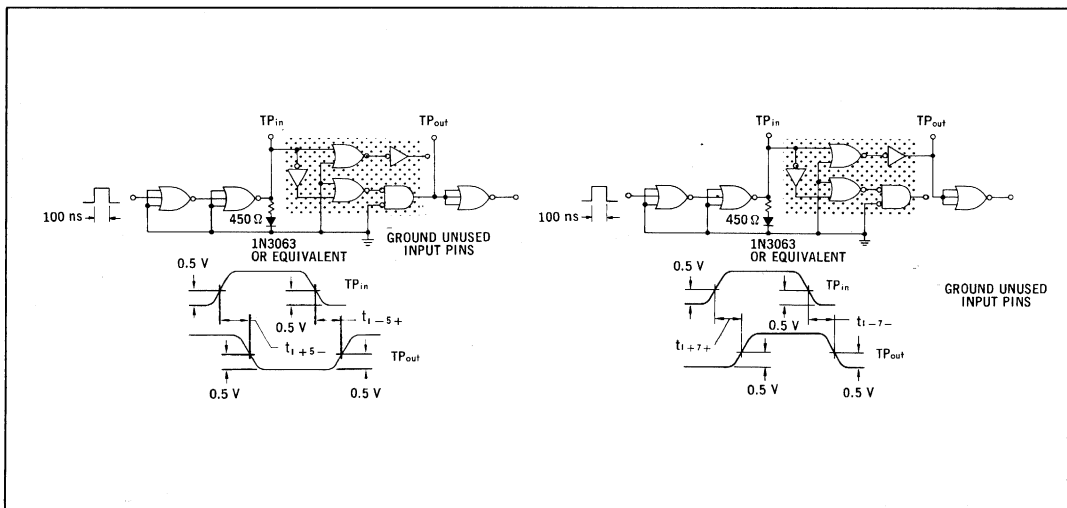 TPin
TPout
100 ns
450 Ω
1N3063
OR EQUIVALENT
GROUND UNUSED
INPUT PINS
0.5 V
TPin
0.5 V
t1-5+
t1+5-
TPout
0.5 V
0.5 V
TPin
TPout
100 ns
450 Ω
1N3063
OR EQUIVALENT
GROUND UNUSED
INPUT PINS
0.5 V
TPin
0.5 V
t1-7-
t1+7+
TPout
0.5 V
0.5 V